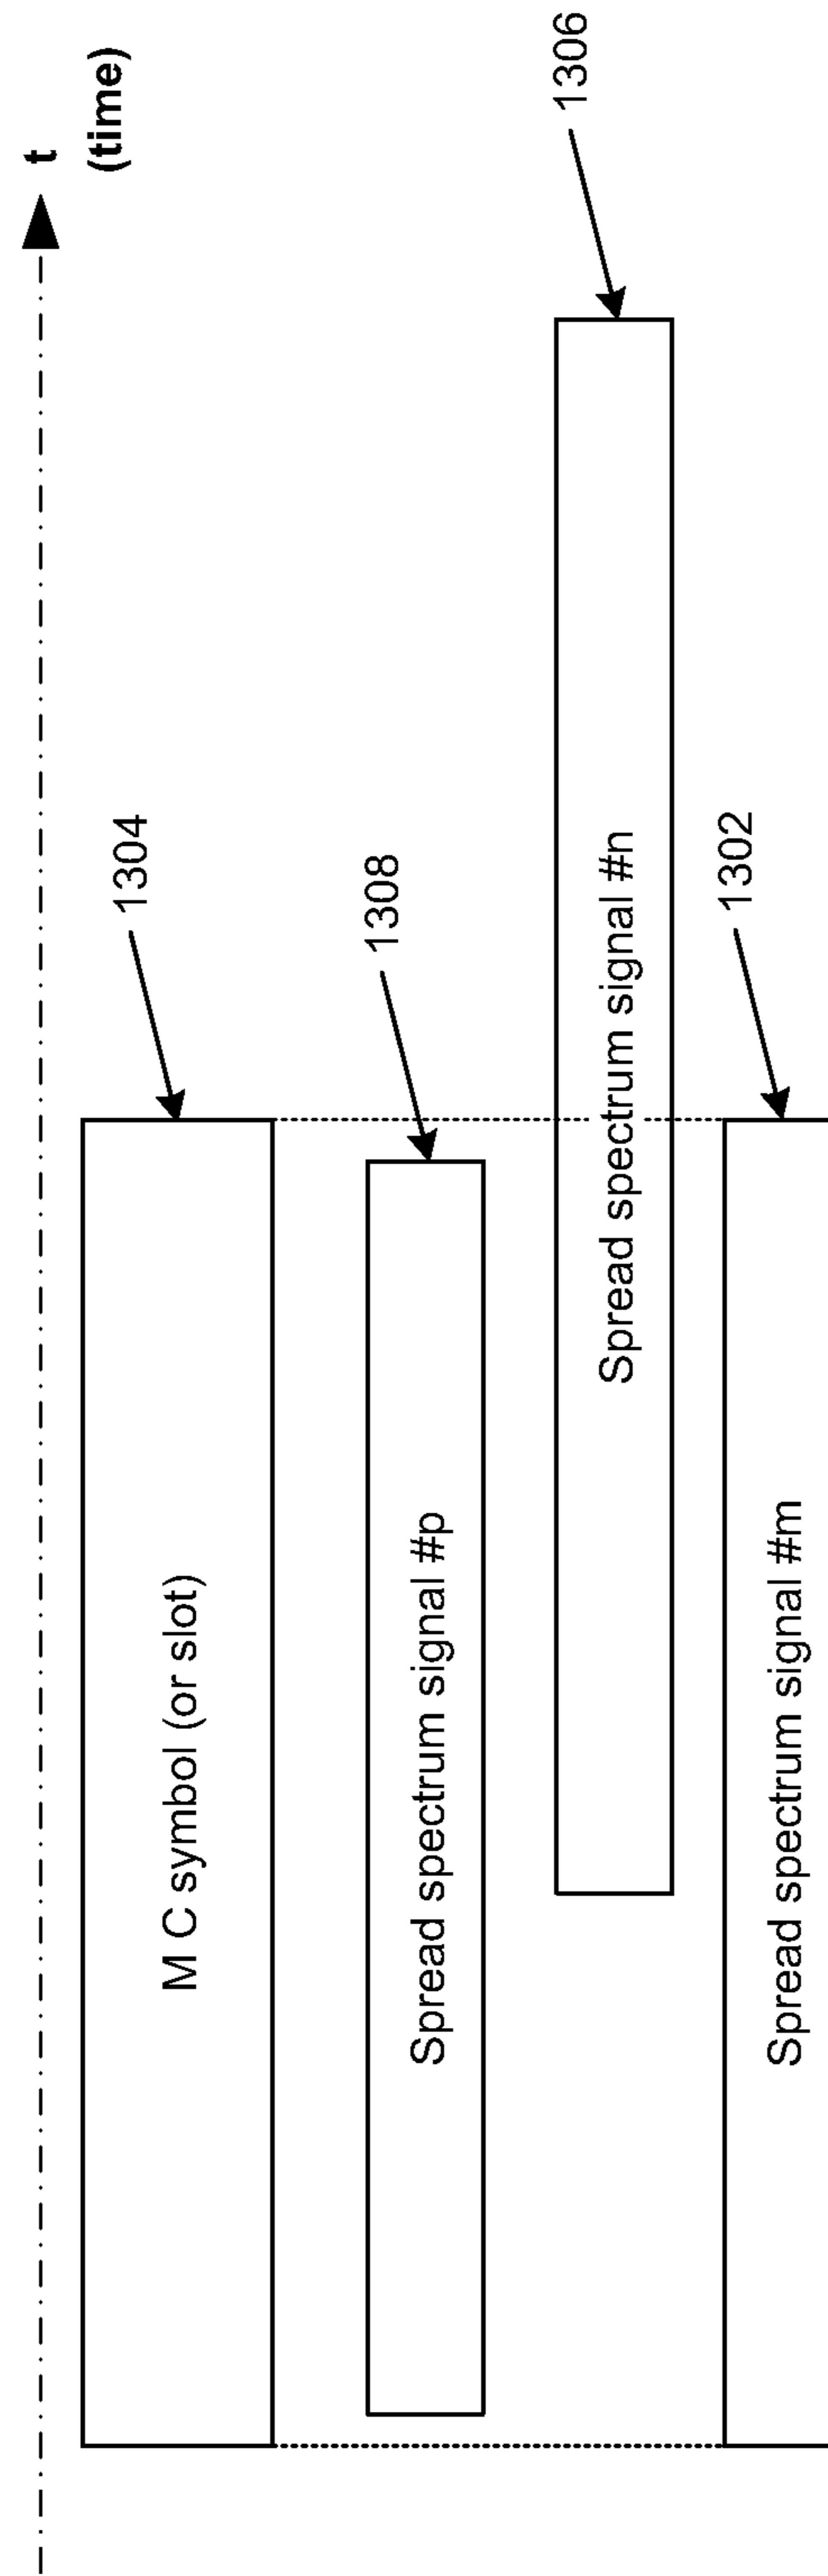 t
(time)
1304
M C symbol (or slot)
1308
Spread spectrum signal #p
1306
Spread spectrum signal #n
1302
Spread spectrum signal #m